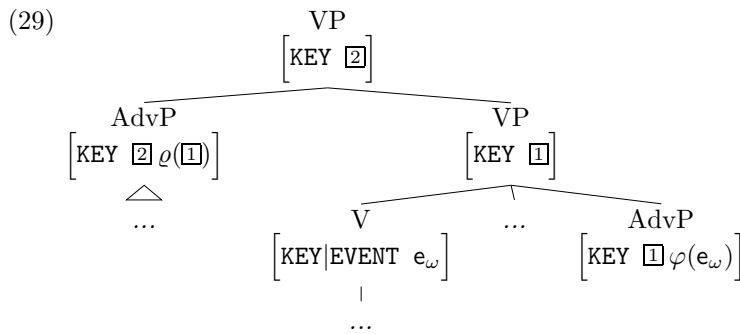 (29) VP
[KEY 2]
AdvP VP
[KEY 2 ϱ(1)] [KEY 1]
... V ... AdvP
[KEY|EVENT e_ω] [KEY 1 φ(e_ω)]
...